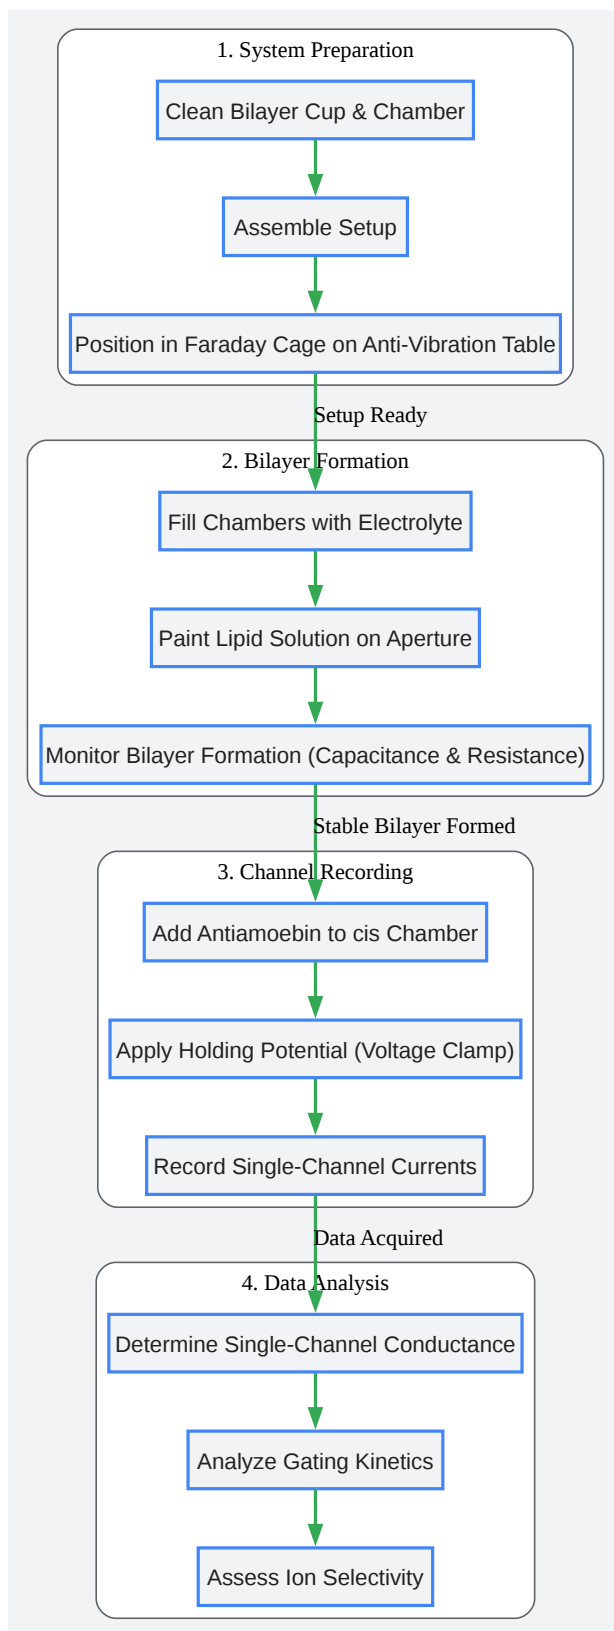 1. System Preparation
Clean Bilayer Cup & Chamber
Assemble Setup
Position in Faraday Cage on Anti-Vibration Table
Setup Ready
2. Bilayer Formation
Fill Chambers with Electrolyte
Paint Lipid Solution on Aperture
Monitor Bilayer Formation (Capacitance & Resistance)
Stable Bilayer Formed
3. Channel Recording
Add Antiamoebin to cis Chamber
Apply Holding Potential (Voltage Clamp)
Record Single-Channel Currents
Data Acquired
4. Data Analysis
Determine Single-Channel Conductance
Analyze Gating Kinetics
Assess Ion Selectivity